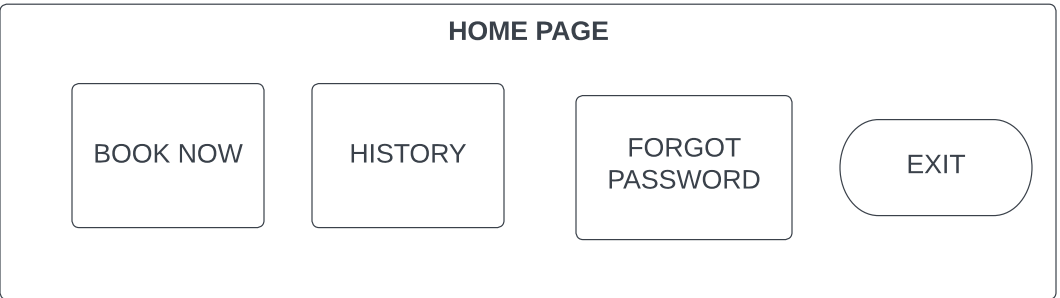 HOME PAGE
BOOK NOW
HISTORY
FORGOT
PASSWORD
EXIT